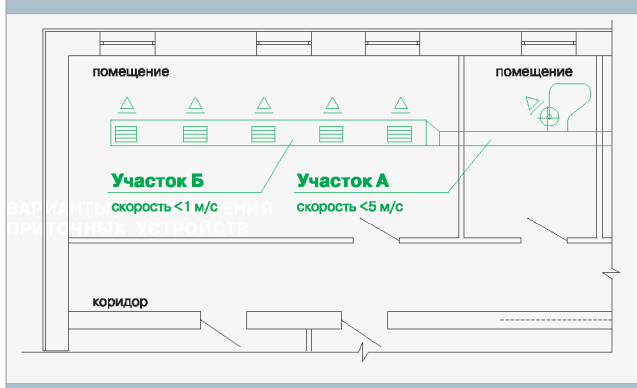 помещение
помещение
Участок Б
Участок А
скорость <1 м/с
скорость <5 м/с
ВАРИАНТЫ
ПРИТОЧНЫХ УСТРОЙСТВ
коридор